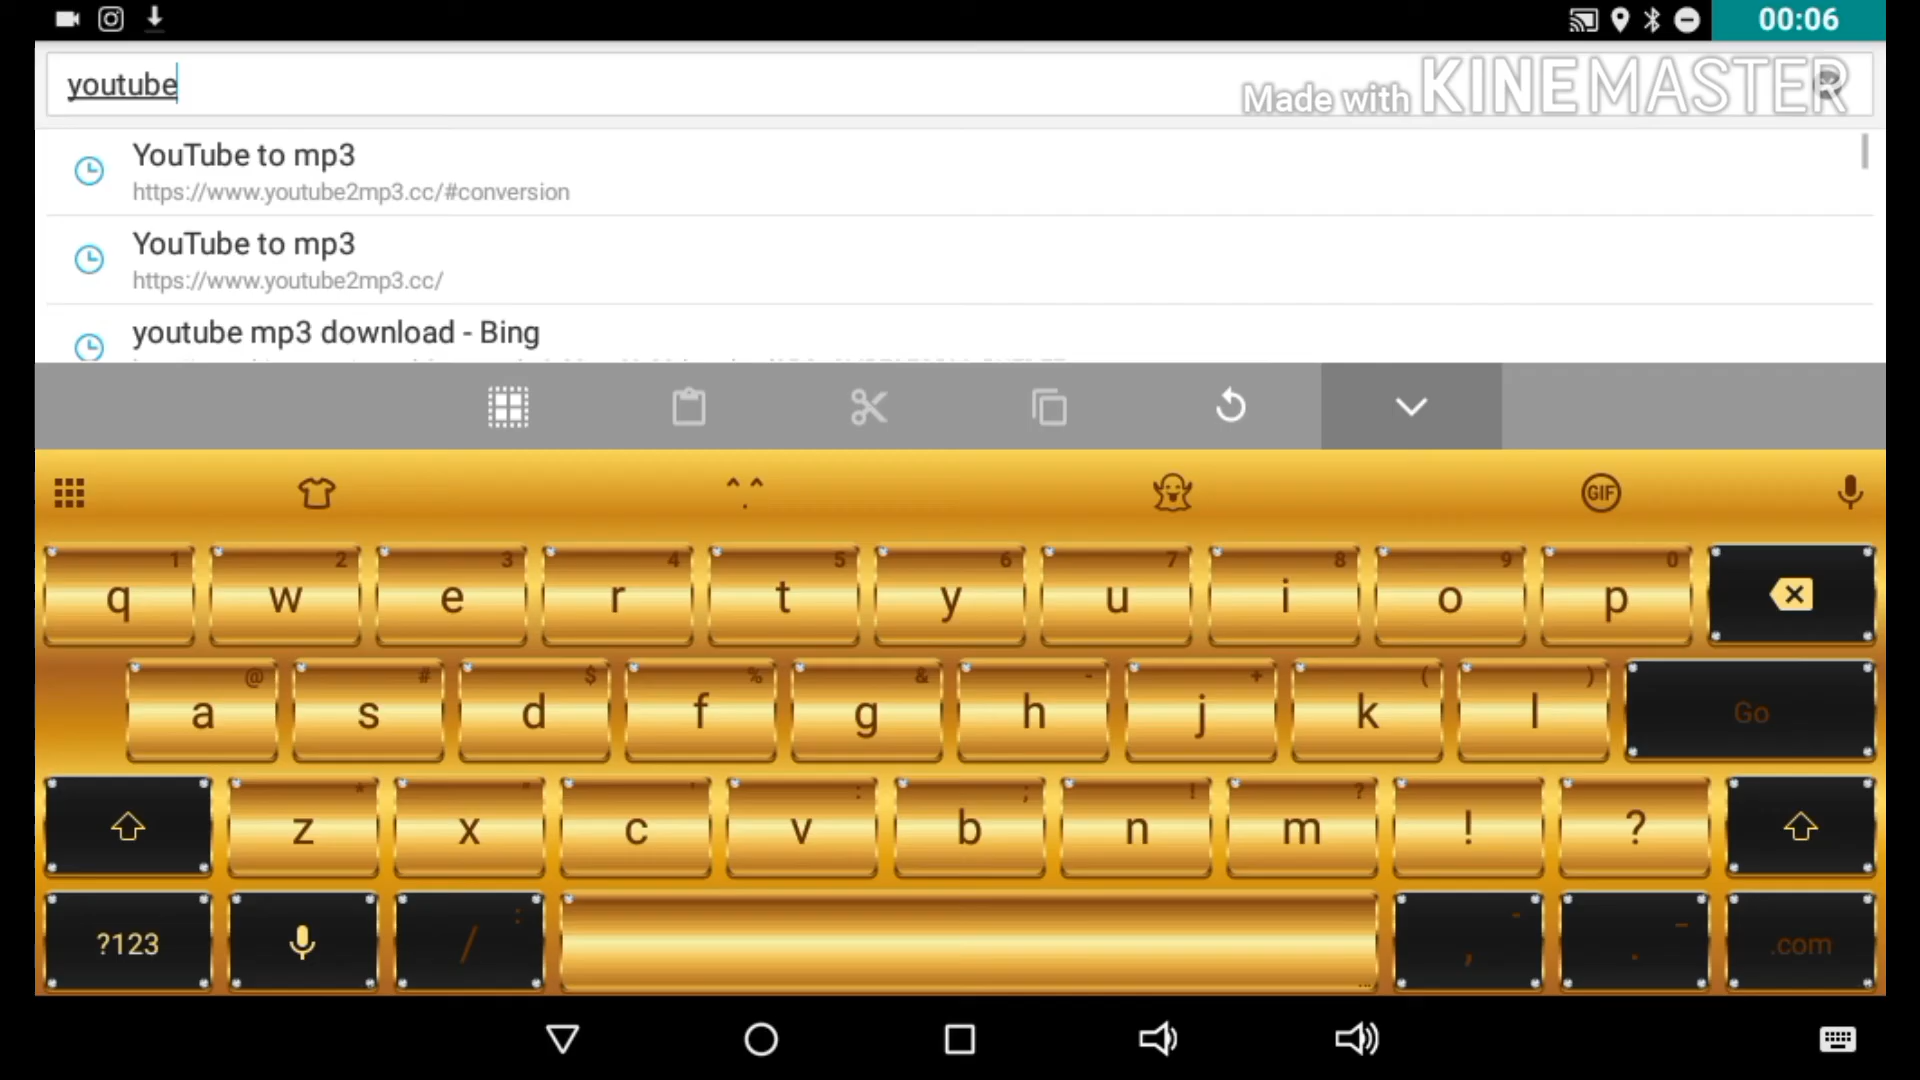 00:06
youtube
Made with KINEMASTER
YouTube to mp3
https://www.youtube2mp3.cc/#conversion
YouTube to mp3
https://www.youtube2mp3.cc/
youtube mp3 download - Bing
^.^ GIF
1 2 3 4 5 6 7 8 9 0
q w e r t y u i o p
@ # $ % & - + ( )
a s d f g h j k l Go
* " ' : ; ! ?
z x c v b n m ! ?
: - _
?123 / ... , . .com